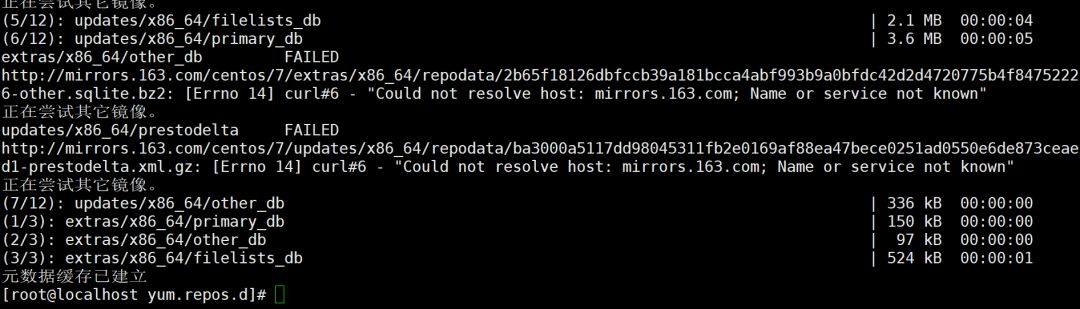 正在尝试其它镜像。
(5/12): updates/x86_64/filelists_db | 2.1 MB 00:00:04
(6/12): updates/x86_64/primary_db | 3.6 MB 00:00:05
extras/x86_64/other_db FAILED
http://mirrors.163.com/centos/7/extras/x86_64/repodata/2b65f18126dbfccb39a181bcca4abf993b9a0bfdc42d2d4720775b4f8475222
6-other.sqlite.bz2: [Errno 14] curl#6 - "Could not resolve host: mirrors.163.com; Name or service not known"
正在尝试其它镜像。
updates/x86_64/prestodelta FAILED
http://mirrors.163.com/centos/7/updates/x86_64/repodata/ba3000a5117dd98045311fb2e0169af88ea47bece0251ad0550e6de873ceae
d1-prestodelta.xml.gz: [Errno 14] curl#6 - "Could not resolve host: mirrors.163.com; Name or service not known"
正在尝试其它镜像。
(7/12): updates/x86_64/other_db | 336 kB 00:00:00
(1/3): extras/x86_64/primary_db | 150 kB 00:00:00
(2/3): extras/x86_64/other_db | 97 kB 00:00:00
(3/3): extras/x86_64/filelists_db | 524 kB 00:00:01
元数据缓存已建立
[root@localhost yum.repos.d]#